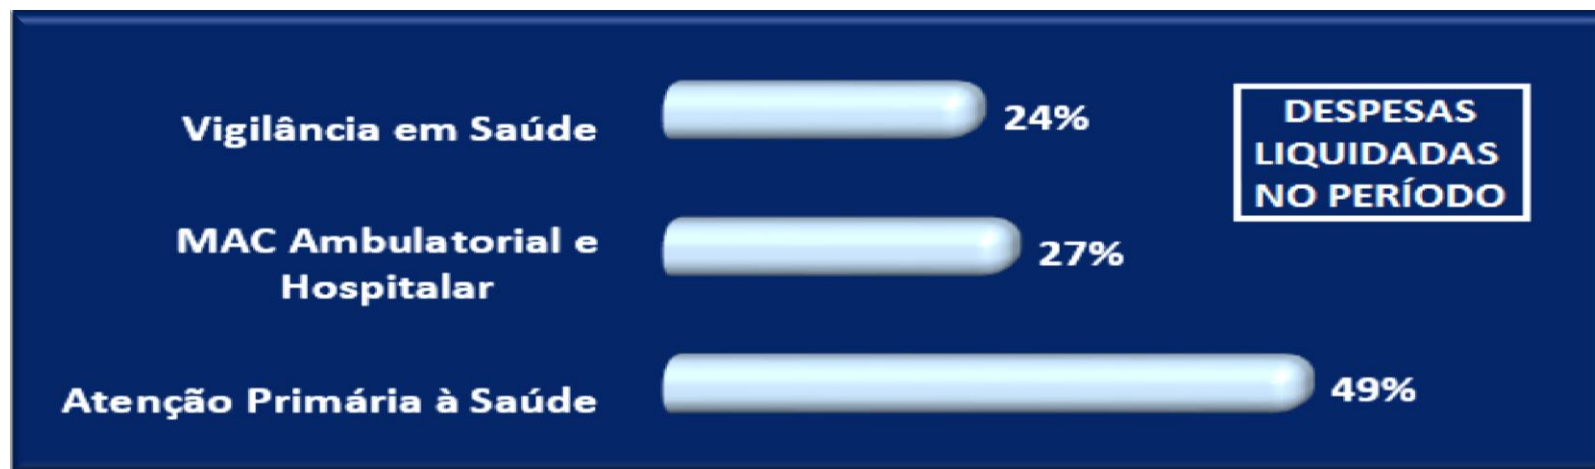 Vigilância em Saúde
24%
DESPESAS
LIQUIDADAS
NO PERÍODO
MAC Ambulatorial e
Hospitalar
27%
Atenção Primária à Saúde
49%